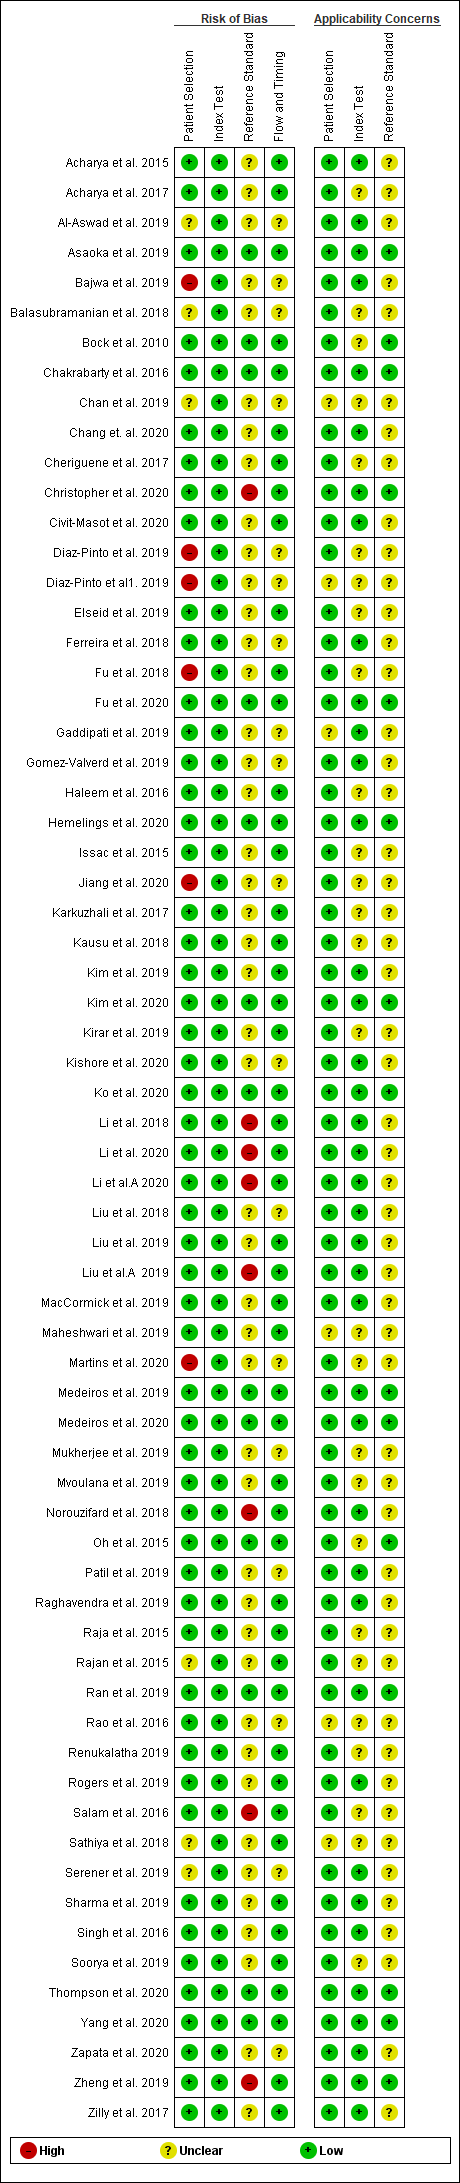 Risk of Bias Applicability Concerns
Patient Selection Index Test Reference Standard Flow and Timing Patient Selection Index Test Reference Standard
Acharya et al. 2015 + + ? + + + ?
Acharya et al. 2017 + + ? + + ? ?
Al-Aswad et al. 2019 ? + ? ? + + ?
Asaoka et al. 2019 + + + + + + +
Bajwa et al. 2019 – + ? ? + + ?
Balasubramanian et al. 2018 ? + ? ? + ? ?
Bock et al. 2010 + + + + + ? +
Chakrabarty et al. 2016 + + + + + + +
Chan et al. 2019 ? + ? ? ? ? ?
Chang et. al. 2020 + + ? + + + ?
Cheriguene et al. 2017 + + ? + + ? ?
Christopher et al. 2020 + + – + + + +
Civit-Masot et al. 2020 + + ? + + + ?
Diaz-Pinto et al. 2019 – + ? ? + ? ?
Diaz-Pinto et al1. 2019 – + ? ? ? ? ?
Elseid et al. 2019 + + ? + + ? ?
Ferreira et al. 2018 + + ? ? + + ?
Fu et al. 2018 – + ? + + ? ?
Fu et al. 2020 + + + + + + +
Gaddipati et al. 2019 + + ? ? ? + ?
Gomez-Valverd et al. 2019 + + ? ? + + ?
Haleem et al. 2016 + + ? + + ? ?
Hemelings et al. 2020 + + + + + + +
Issac et al. 2015 + + ? + + ? ?
Jiang et al. 2020 – + ? ? + ? ?
Karkuzhali et al. 2017 + + ? + + ? ?
Kausu et al. 2018 + + ? + + ? ?
Kim et al. 2019 + + ? + + + ?
Kim et al. 2020 + + + + + + +
Kirar et al. 2019 + + ? + + ? ?
Kishore et al. 2020 + + ? ? + + ?
Ko et al. 2020 + + + + + + +
Li et al. 2018 + + – + + + ?
Li et al. 2020 + + – + + + ?
Li et al.A 2020 + + – + + + ?
Liu et al. 2018 + + ? ? + + ?
Liu et al. 2019 + + ? + + + ?
Liu et al.A 2019 + + – + + + ?
MacCormick et al. 2019 + + ? + + + ?
Maheshwari et al. 2019 + + ? + ? ? ?
Martins et al. 2020 – + ? ? + ? ?
Medeiros et al. 2019 + + + + + + +
Medeiros et al. 2020 + + + + + + +
Mukherjee et al. 2019 + + ? ? + ? ?
Mvoulana et al. 2019 + + ? + + ? ?
Norouzifard et al. 2018 + + – + + + ?
Oh et al. 2015 + + + + + ? +
Patil et al. 2019 + + ? ? + + ?
Raghavendra et al. 2019 + + ? + + + ?
Raja et al. 2015 + + ? + + ? ?
Rajan et al. 2015 ? + ? + + ? ?
Ran et al. 2019 + + + + + + +
Rao et al. 2016 + + ? ? ? ? ?
Renukalatha 2019 + + ? + + ? ?
Rogers et al. 2019 + + ? + + + ?
Salam et al. 2016 + + – + + ? ?
Sathiya et al. 2018 ? + ? + ? ? ?
Serener et al. 2019 ? + ? ? + + ?
Sharma et al. 2019 + + ? + + + ?
Singh et al. 2016 + + ? + + + ?
Soorya et al. 2019 + + ? + + ? ?
Thompson et al. 2020 + + + + + + +
Yang et al. 2020 + + + + + + +
Zapata et al. 2020 + + ? ? + + ?
Zheng et al. 2019 + + – + + + +
Zilly et al. 2017 + + ? + + + ?
– High ? Unclear + Low